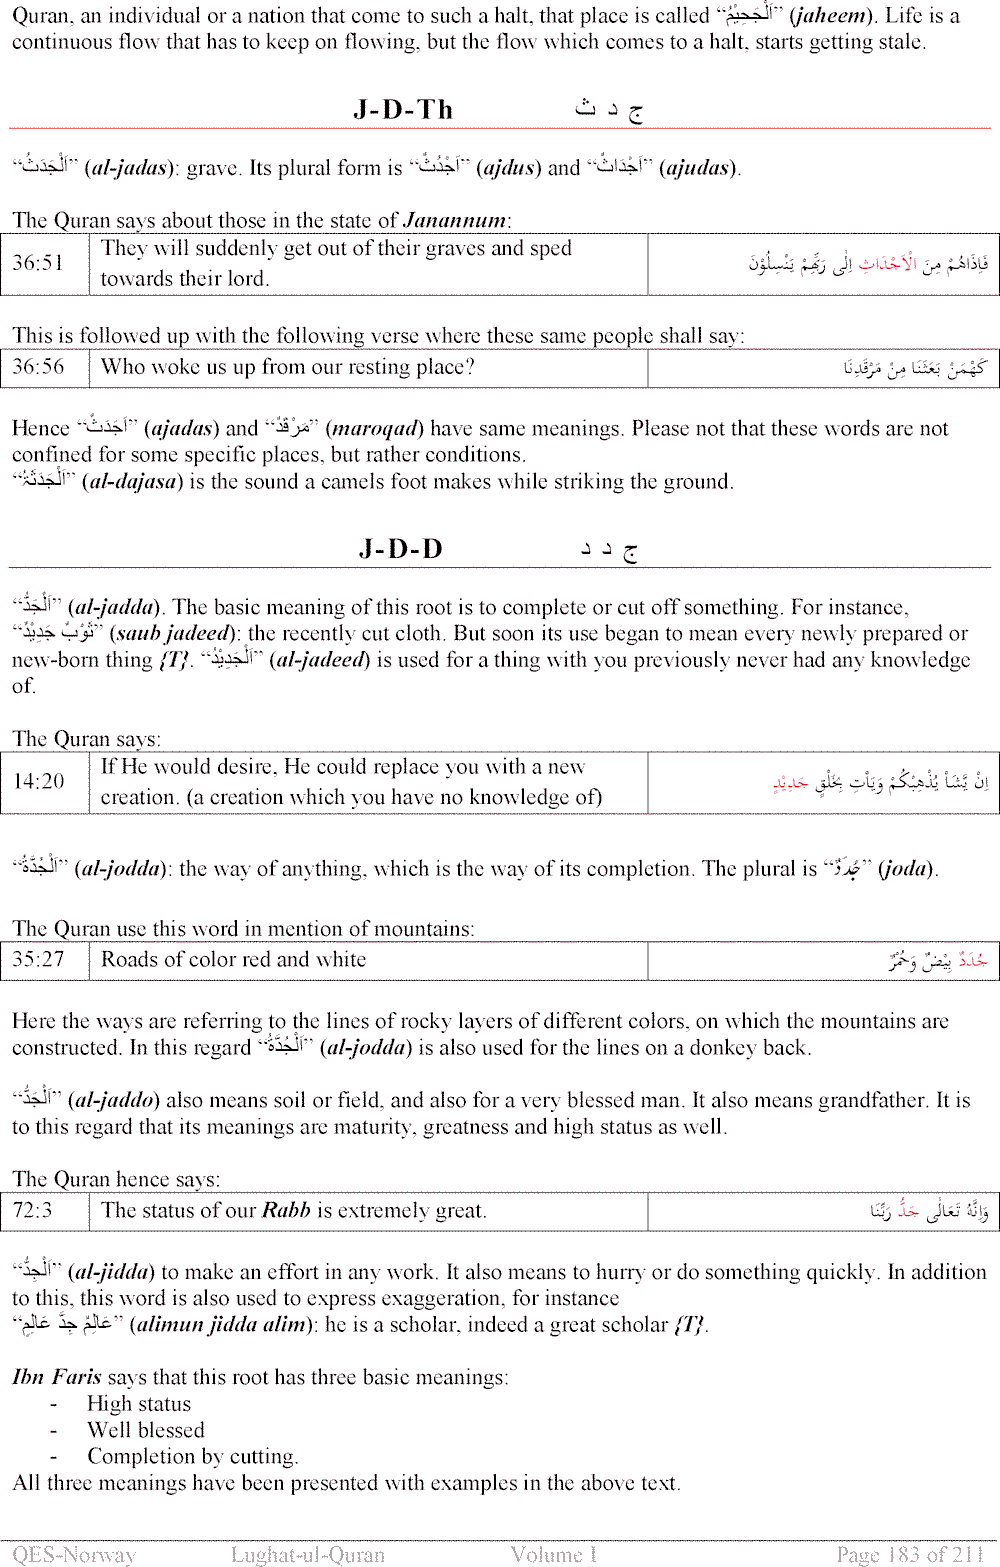 Quran, an individual or a nation that come to such a halt, that place is called “اَلْجَحِيْمُ” (jaheem). Life is a
continuous flow that has to keep on flowing, but the flow which comes to a halt, starts getting stale.
J-D-Th ج د ث
“اَلْجَدَثُ” (al-jadas): grave. Its plural form is “اَجْدُثٌ” (ajdus) and “اَجْدَاثٌ” (ajudas).
The Quran says about those in the state of Janannum:
36:51 They will suddenly get out of their graves and sped
towards their lord. فَاِذَاهُمْ مِنَ الْاَجْدَاثِ اِلٰى رَبِّهِمْ يَنْسِلُوْنَ
This is followed up with the following verse where these same people shall say:
36:56 Who woke us up from our resting place? كَهْمَنْ بَعَثَنَا مِنْ مَرْقَدِنَا
Hence “اَجَدَثٌ” (ajadas) and “مَرْقَدٌ” (maroqad) have same meanings. Please not that these words are not
confined for some specific places, but rather conditions.
“اَلْجَدَثَةُ” (al-dajasa) is the sound a camels foot makes while striking the ground.
J-D-D ج د د
“اَلْجَدُّ” (al-jadda). The basic meaning of this root is to complete or cut off something. For instance,
“ثَوْبٌ جَدِيْدٌ” (saub jadeed): the recently cut cloth. But soon its use began to mean every newly prepared or
new-born thing {T}. “اَلْجَدِيْدُ” (al-jadeed) is used for a thing with you previously never had any knowledge
of.
The Quran says:
14:20 If He would desire, He could replace you with a new
creation. (a creation which you have no knowledge of) اِنْ يَّشَاْ يُذْهِبْكُمْ وَيَاْتِ بِخَلْقٍ جَدِيْدٍ
“اَلْجُدَّةُ” (al-jodda): the way of anything, which is the way of its completion. The plural is “جُدَدٌ” (joda).
The Quran use this word in mention of mountains:
35:27 Roads of color red and white جُدَدٌ بِيْضٌ وَحُمْرٌ
Here the ways are referring to the lines of rocky layers of different colors, on which the mountains are
constructed. In this regard “اَلْجُدَّةُ” (al-jodda) is also used for the lines on a donkey back.
“اَلْجَدُّ” (al-jaddo) also means soil or field, and also for a very blessed man. It also means grandfather. It is
to this regard that its meanings are maturity, greatness and high status as well.
The Quran hence says:
72:3 The status of our Rabb is extremely great. وَاِنَّهُ تَعَالٰى جَدُّ رَبِّنَا
“اَلْجِدُّ” (al-jidda) to make an effort in any work. It also means to hurry or do something quickly. In addition
to this, this word is also used to express exaggeration, for instance
“عَالِمٌ جِدَّ عَالِمٍ” (alimun jidda alim): he is a scholar, indeed a great scholar {T}.
Ibn Faris says that this root has three basic meanings:
- High status
- Well blessed
- Completion by cutting.
All three meanings have been presented with examples in the above text.
QES-Norway Lughat-ul-Quran Volume I Page 183 of 211